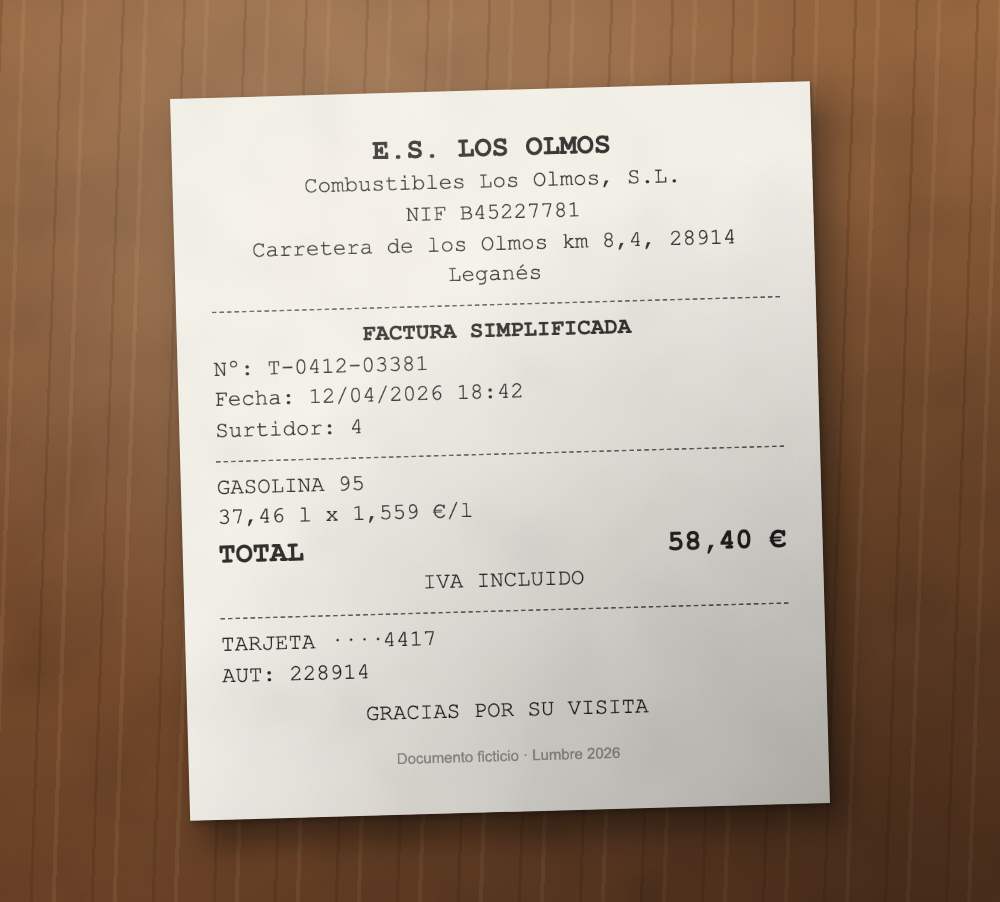 E.S. LOS OLMOS
Combustibles Los Olmos, S.L.
NIF B45227781
Carretera de los Olmos km 8,4, 28914
Leganés
FACTURA SIMPLIFICADA
Nº: T-0412-03381
Fecha: 12/04/2026 18:42
Surtidor: 4
GASOLINA 95
37,46 l x 1,559 €/l
TOTAL 58,40 €
IVA INCLUIDO
TARJETA ····4417
AUT: 228914
GRACIAS POR SU VISITA
Documento ficticio · Lumbre 2026